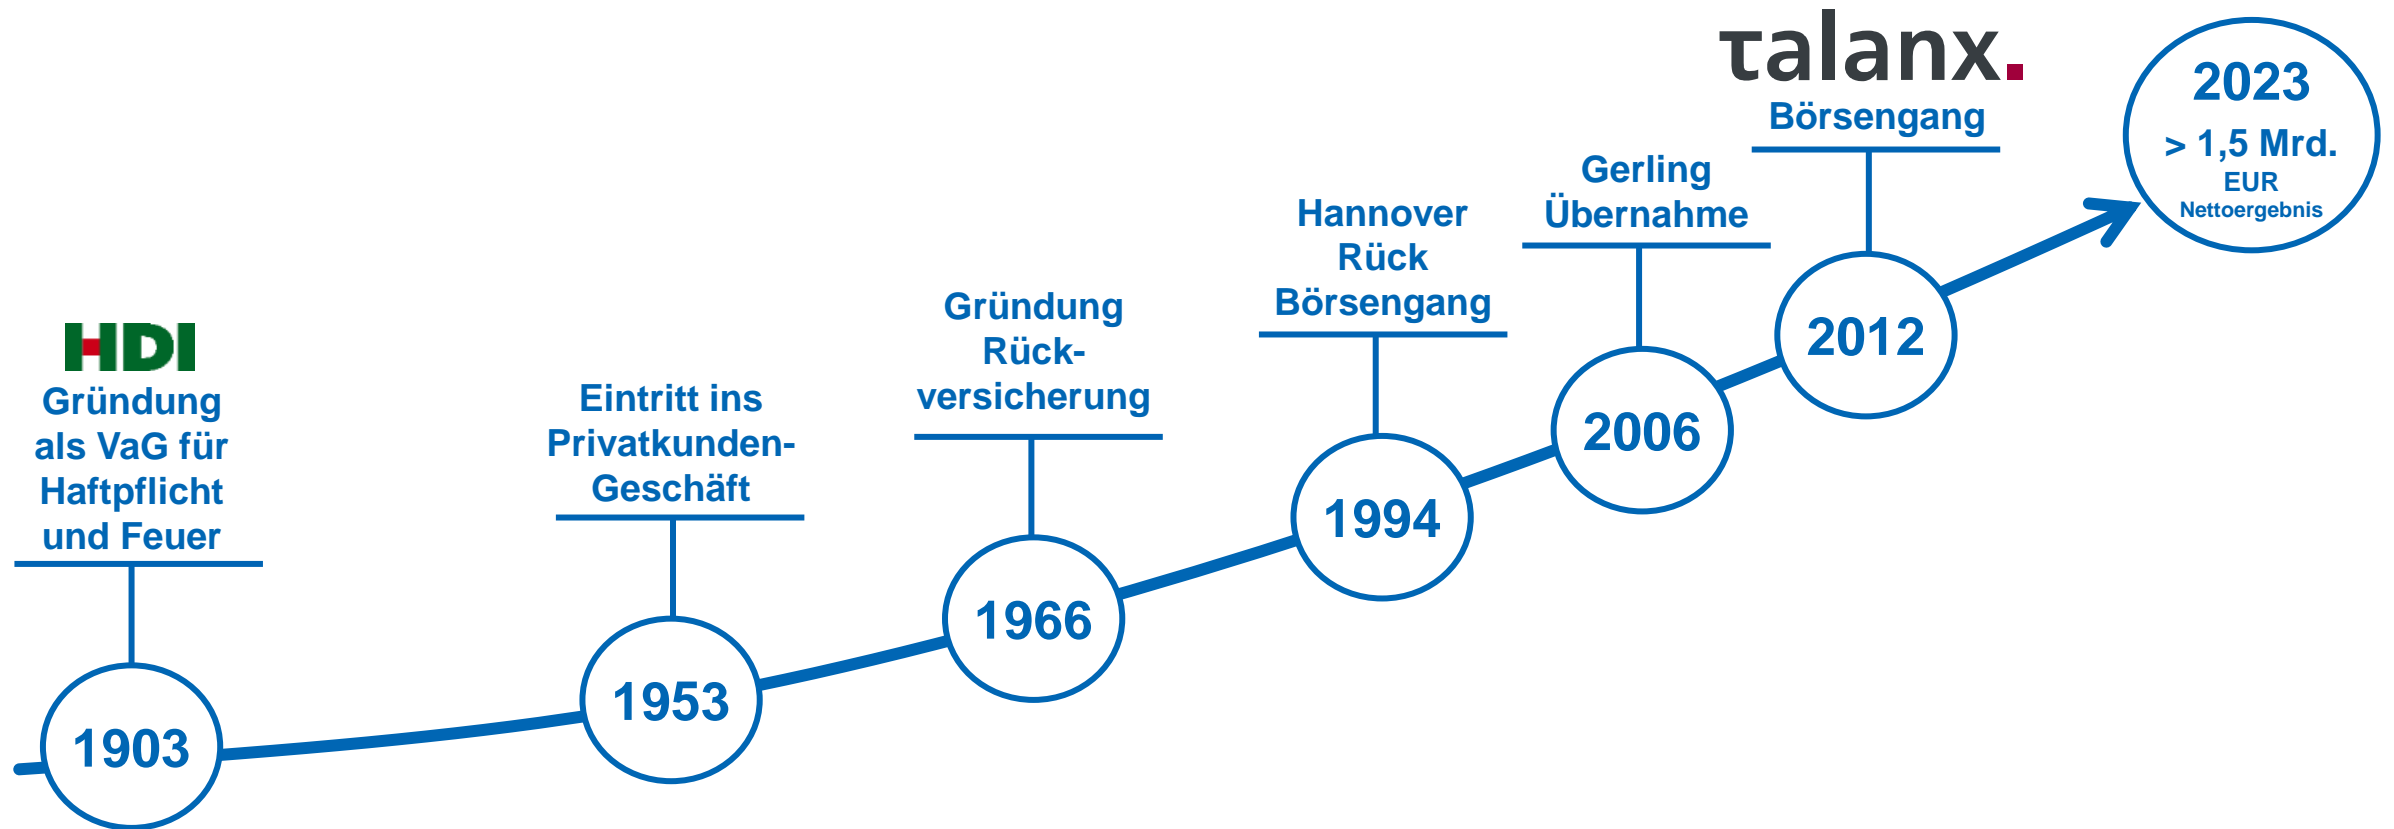 HDI
Gründung
als VaG für
Haftpflicht
und Feuer
1903
Eintritt ins
Privatkunden-
Geschäft
1953
Gründung
Rück-
versicherung
1966
Hannover
Rück
Börsengang
1994
Gerling
Übernahme
2006
τalanx.
Börsengang
2012
2023
> 1,5 Mrd.
EUR
Nettoergebnis